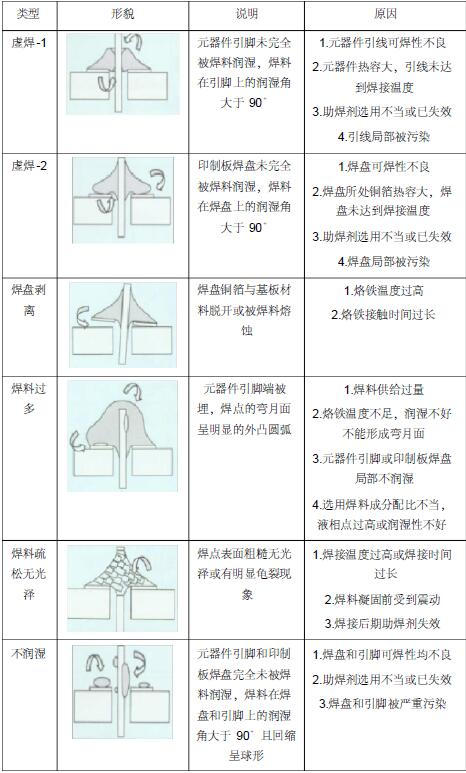 类型
形貌
说明
原因
虚焊-1
元器件引脚未完全
被焊料润湿，焊料
在引脚上的润湿角
大于 90°
1.元器件引线可焊性不良
2.元器件热容大，引线未达
到焊接温度
3.助焊剂选用不当或已失效
4.引线局部被污染
虚焊-2
印制板焊盘未完全
被焊料润湿，焊料
在焊盘上的润湿角
大于 90°
1.焊盘可焊性不良
2.焊盘所处铜箔热容大，焊
盘未达到焊接温度
3.助焊剂选用不当或已失效
4.焊盘局部被污染
焊盘剥
离
焊盘铜箔与基板材
料脱开或被焊料熔
蚀
1.烙铁温度过高
2.烙铁接触时间过长
焊料过
多
元器件引脚端被
埋，焊点的弯月面
呈明显的外凸圆弧
1.焊料供给过量
2.烙铁温度不足，润湿不好
不能形成弯月面
3.元器件引脚或印制板焊盘
局部不润湿
4.选用焊料成分配比不当，
液相点过高或润湿性不好
焊料疏
松无光
泽
焊点表面粗糙无光
泽或有明显龟裂现
象
1.焊接温度过高或焊接时间
过长
2.焊料凝固前受到震动
3.焊接后期助焊剂失效
不润湿
元器件引脚和印制
板焊盘完全未被焊
料润湿，焊料在焊
盘和引脚上的润湿
角大于 90°且回缩
呈球形
1.焊盘和引脚可焊性均不良
2.助焊剂选用不当或已失效
3.焊盘和引脚被严重污染